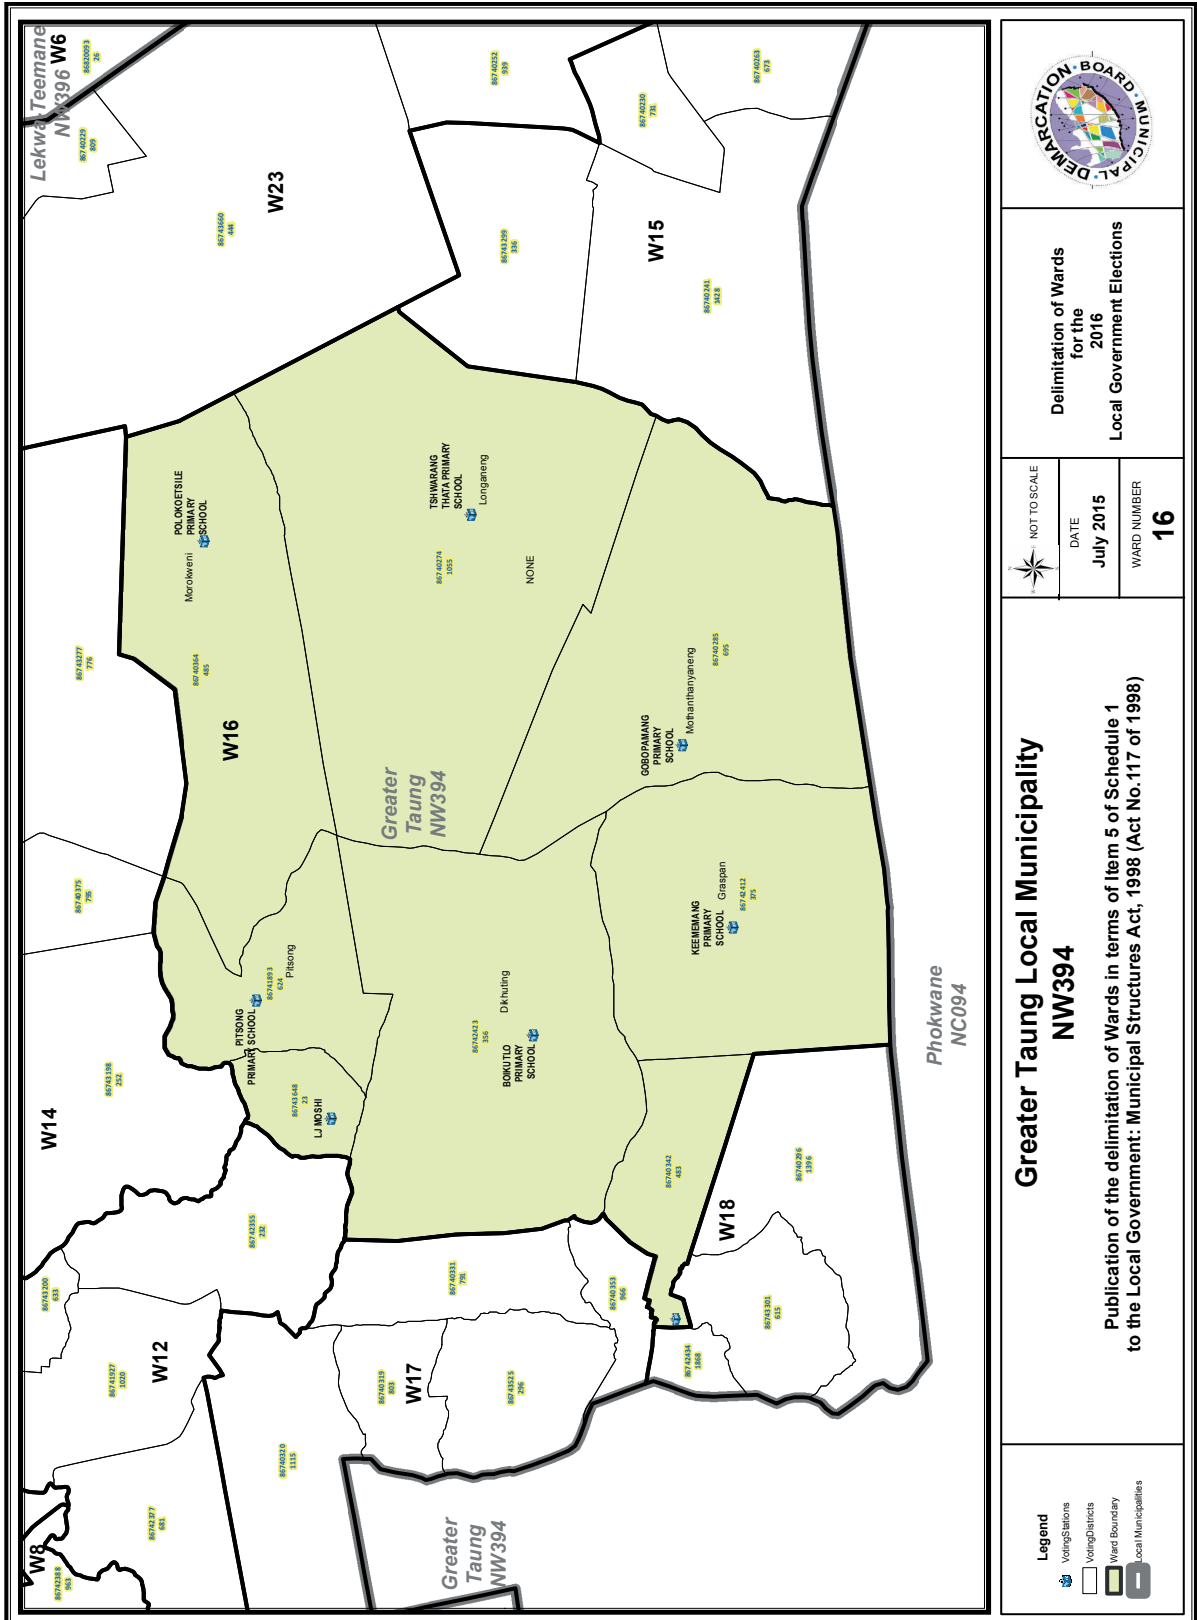 Lekwa-Teemane
NW396
W6
86820093
26
86740229
809
86740252
939
86740263
673
86740230
731
W23
86743660
444
86743299
336
W15
86740241
1428
POLOKOETSILE
PRIMARY
SCHOOL
Morokweni
TSHWARANG
THATA PRIMARY
SCHOOL
Longaneng
86740274
1055
NONE
86743277
776
86740364
485
W16
86740285
695
GOBOPAMANG
PRIMARY
SCHOOL
Mothanthanyaneng
Greater
Taung
NW394
86740375
795
KEEMEMANG
PRIMARY
SCHOOL
Graspan
86742412
375
PITSONG
PRIMARY SCHOOL
86741893
624
Pitsong
86742423
356
Dikhuting
BOIKUTLO
PRIMARY
SCHOOL
Phokwane
NC094
W14
86743198
252
86743648
23
LJ MOSHI
86740342
483
86740296
1396
W18
86742355
232
86743200
633
86740331
791
86740353
966
86743301
615
W12
86741927
1020
86740319
803
W17
86743525
296
86742434
1868
86740320
1115
86742377
681
W8
86742388
963
Greater
Taung
NW394
DEMARCATION • BOARD • MUNICIPAL •
Delimitation of Wards
for the
2016
Local Government Elections
NOT TO SCALE
DATE
July 2015
WARD NUMBER
16
Greater Taung Local Municipality
NW394
Publication of the delimitation of Wards in terms of Item 5 of Schedule 1
to the Local Government: Municipal Structures Act, 1998 (Act No.117 of 1998)
Legend
VotingStations
VotingDistricts
Ward Boundary
Local Municipalities